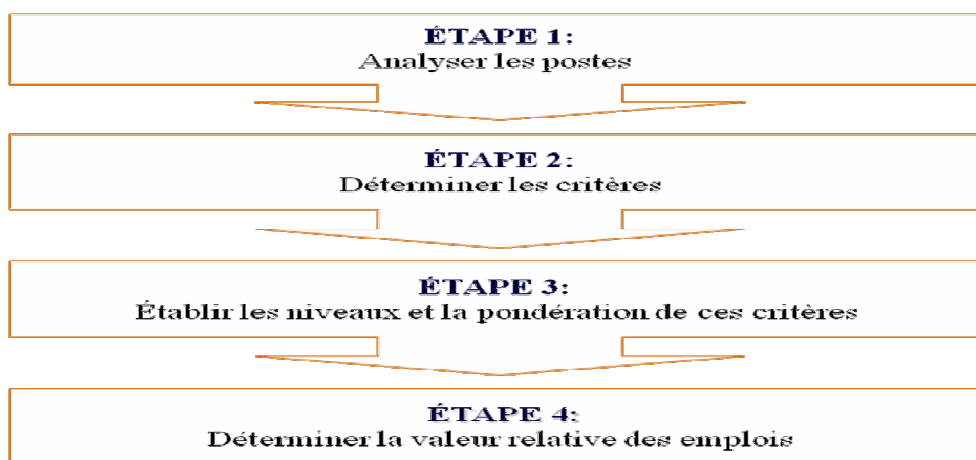 ÉTAPE 1:
Analyser les postes
ÉTAPE 2:
Déterminer les critères
ÉTAPE 3:
Établir les niveaux et la pondération de ces critères
ÉTAPE 4:
Déterminer la valeur relative des emplois